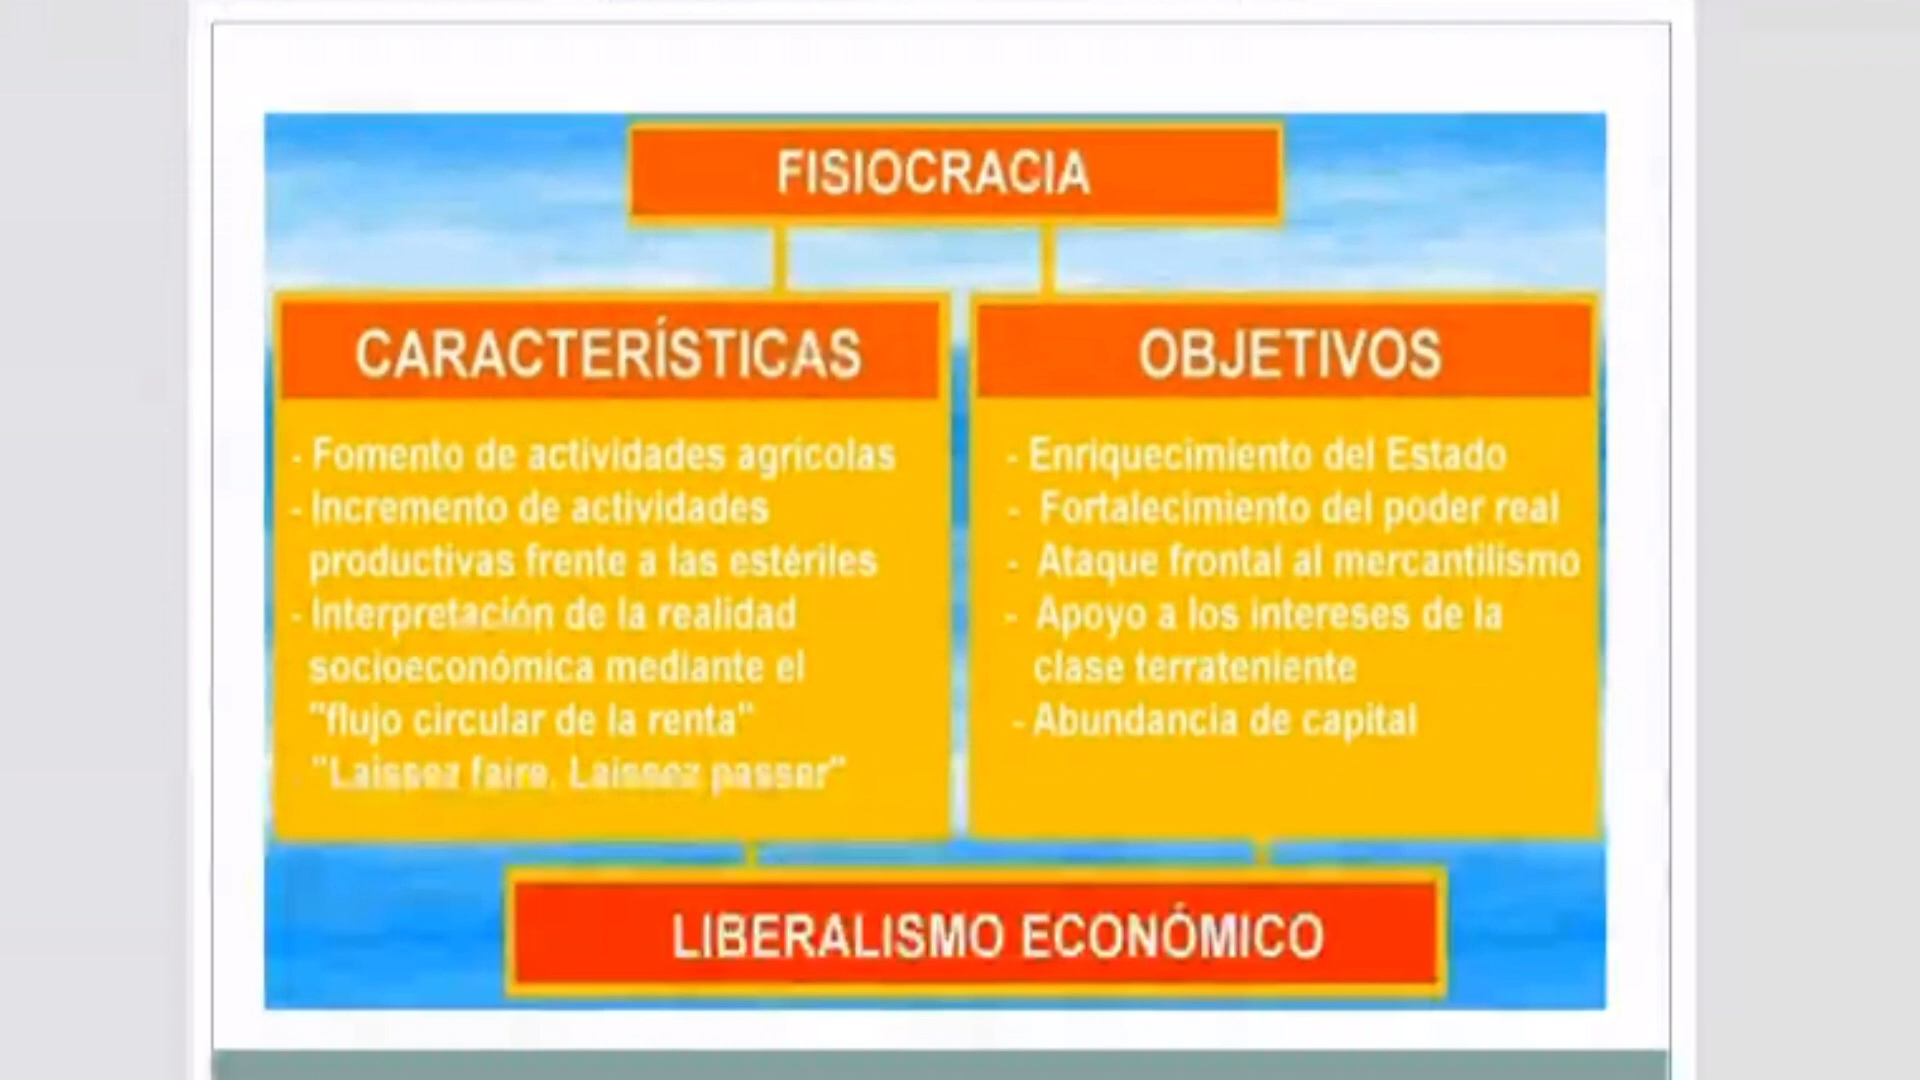 FISIOCRACIA
CARACTERÍSTICAS
- Fomento de actividades agrícolas
- Incremento de actividades
productivas frente a las estériles
- Interpretación de la realidad
socioeconómica mediante el
"flujo circular de la renta"
"Laissez faire. Laissez passer"
OBJETIVOS
- Enriquecimiento del Estado
- Fortalecimiento del poder real
- Ataque frontal al mercantilismo
- Apoyo a los intereses de la
clase terrateniente
- Abundancia de capital
LIBERALISMO ECONÓMICO